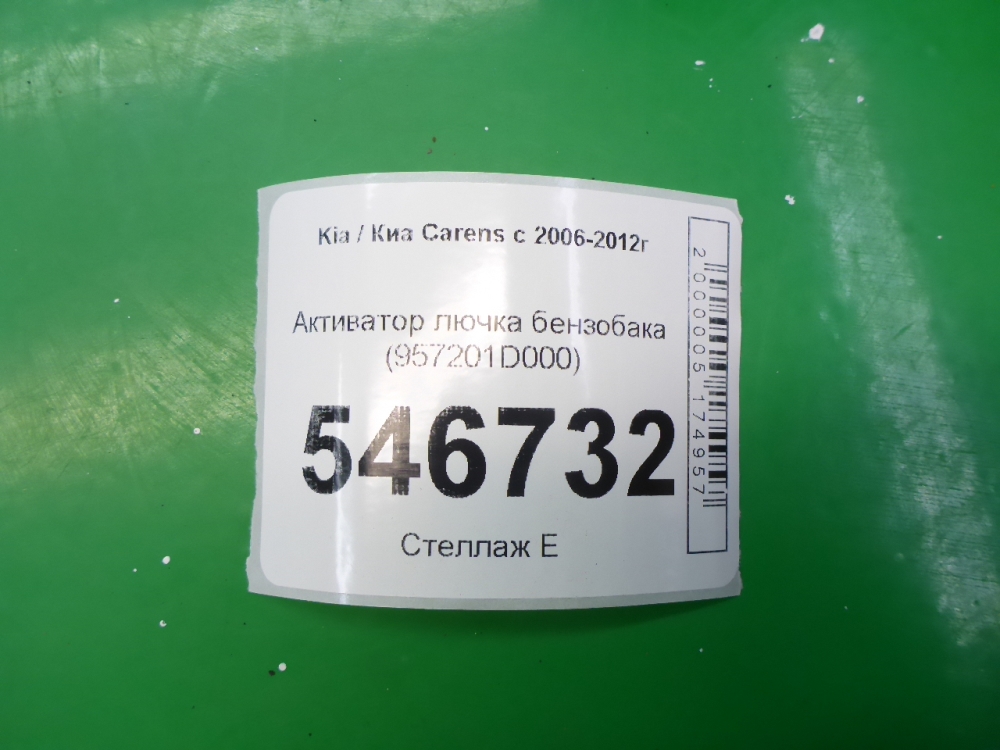 Kia / Киа Carens с 2006-2012г
Активатор лючка бензобака
(957201D000)
546732
Стеллаж Е
2000005174957